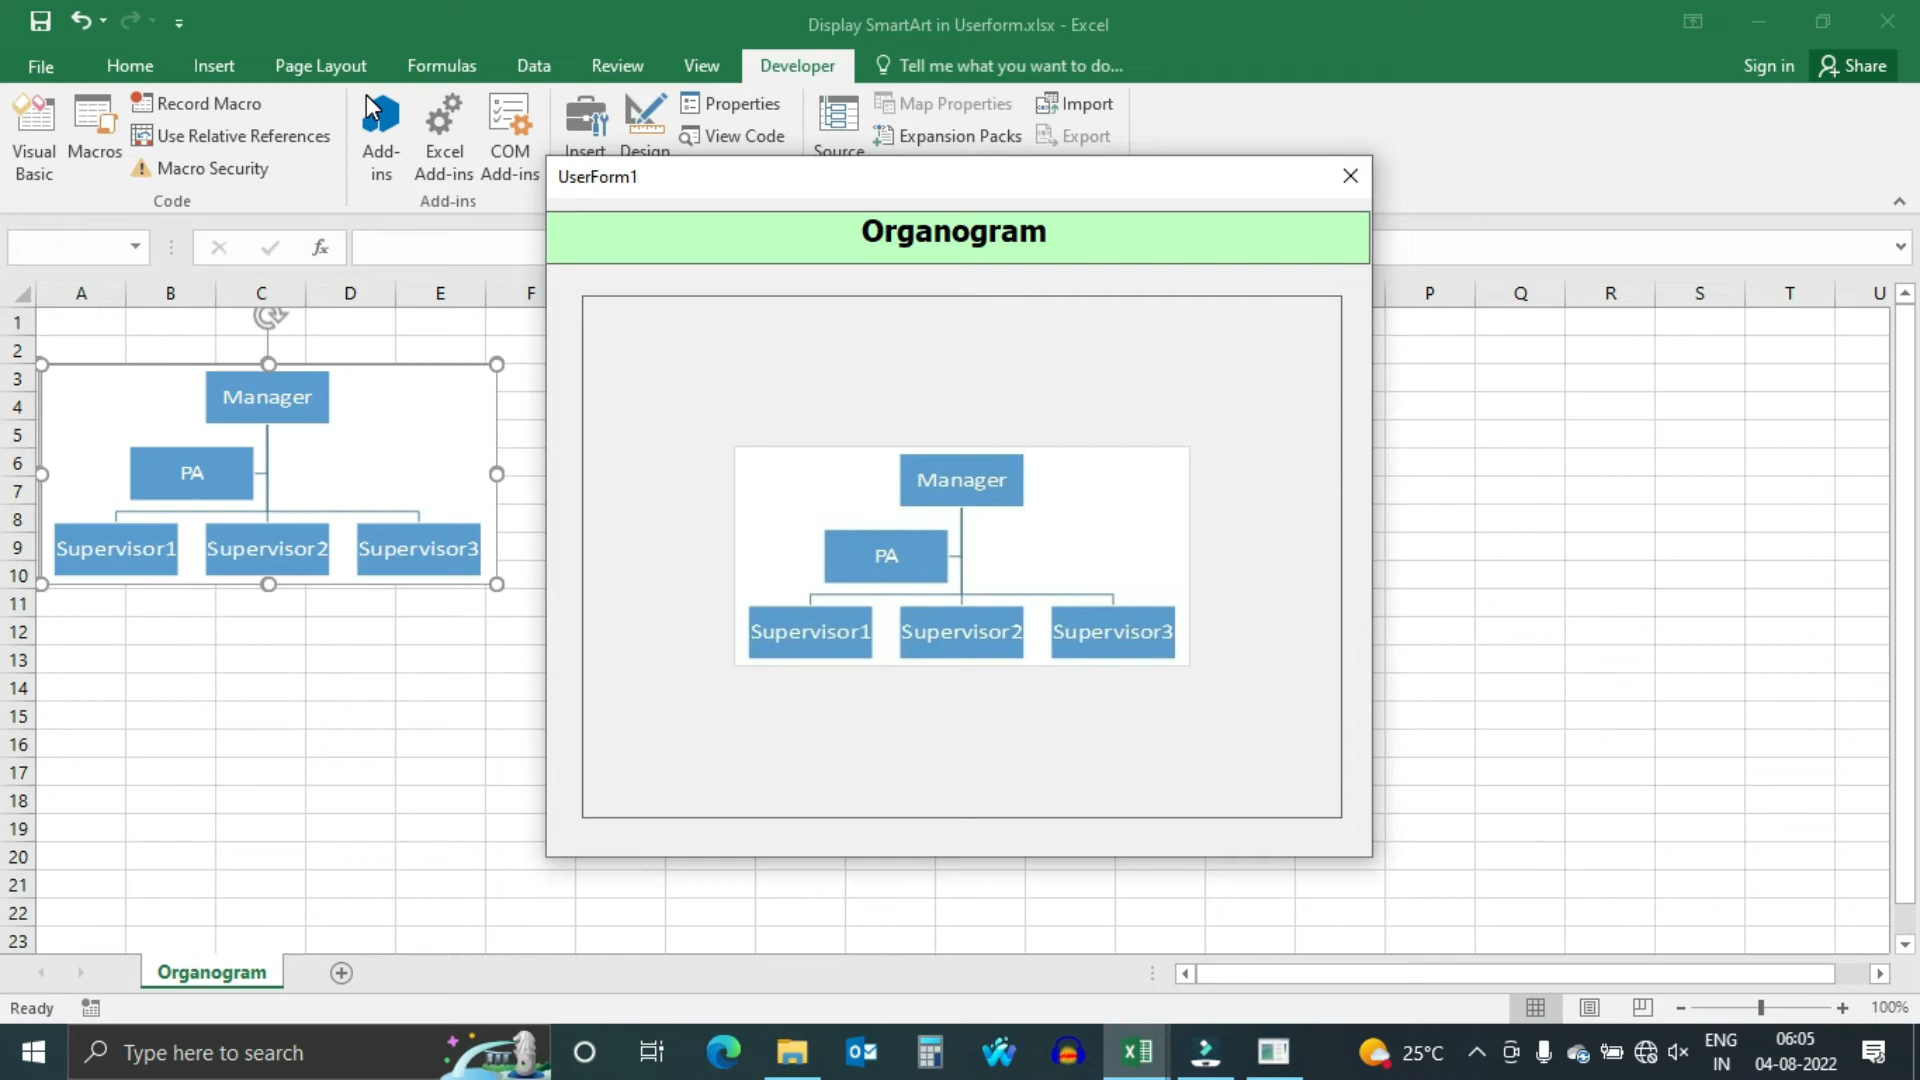 Display SmartArt in Userform.xlsx - Excel
File Home Insert Page Layout Formulas Data Review View Developer Tell me what you want to do... Sign in Share
Visual Basic
Macros
Record Macro
Use Relative References
Macro Security
Code
Add-ins
Excel Add-ins
COM Add-ins
Add-ins
Insert
Design
Properties
View Code
Source
Map Properties
Expansion Packs
Import
Export
fx
UserForm1
Organogram
A B C D E F P Q R S T U
1
2
3
4
5
6
7
8
9
10
11
12
13
14
15
16
17
18
19
20
21
22
23
Manager
PA
Supervisor1 Supervisor2 Supervisor3
Manager
PA
Supervisor1 Supervisor2 Supervisor3
Organogram
Ready
100%
Type here to search
25°C
ENG
IN
06:05
04-08-2022